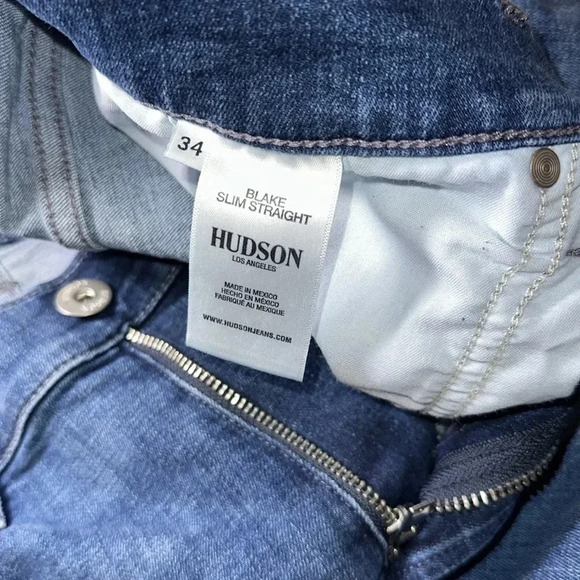 34
BLAKE
SLIM STRAIGHT
HUDSON
LOS ANGELES
MADE IN MEXICO
HECHO EN MÉXICO
FABRIQUÉ AU MEXIQUE
WWW.HUDSONJEANS.COM